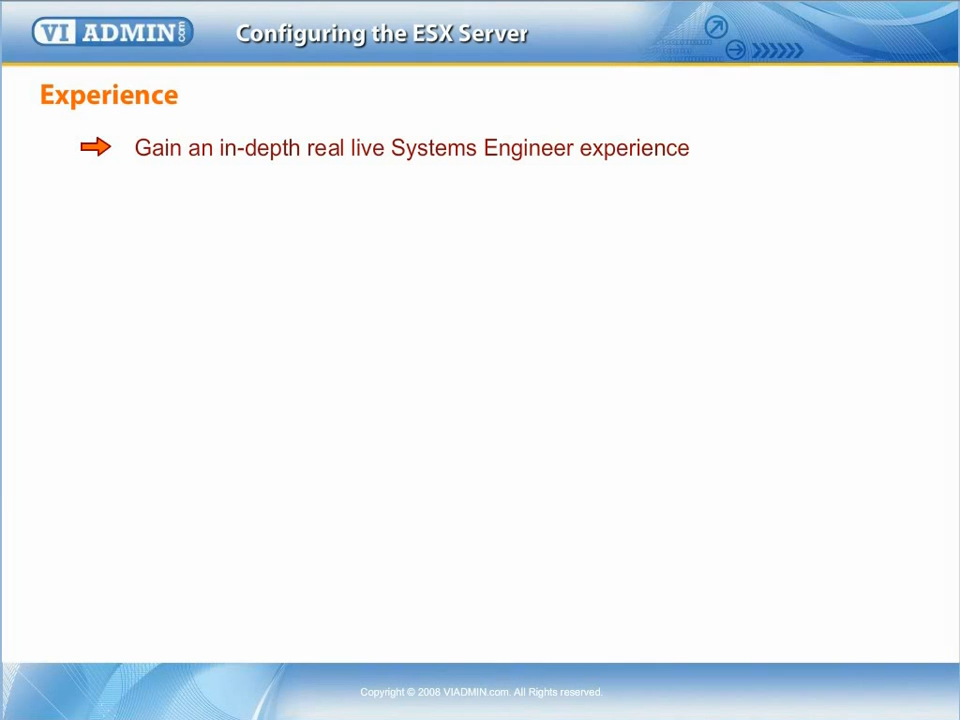 VI ADMIN.com
Configuring the ESX Server
Experience
Gain an in-depth real live Systems Engineer experience
Copyright © 2008 VIADMIN.com. All Rights reserved.